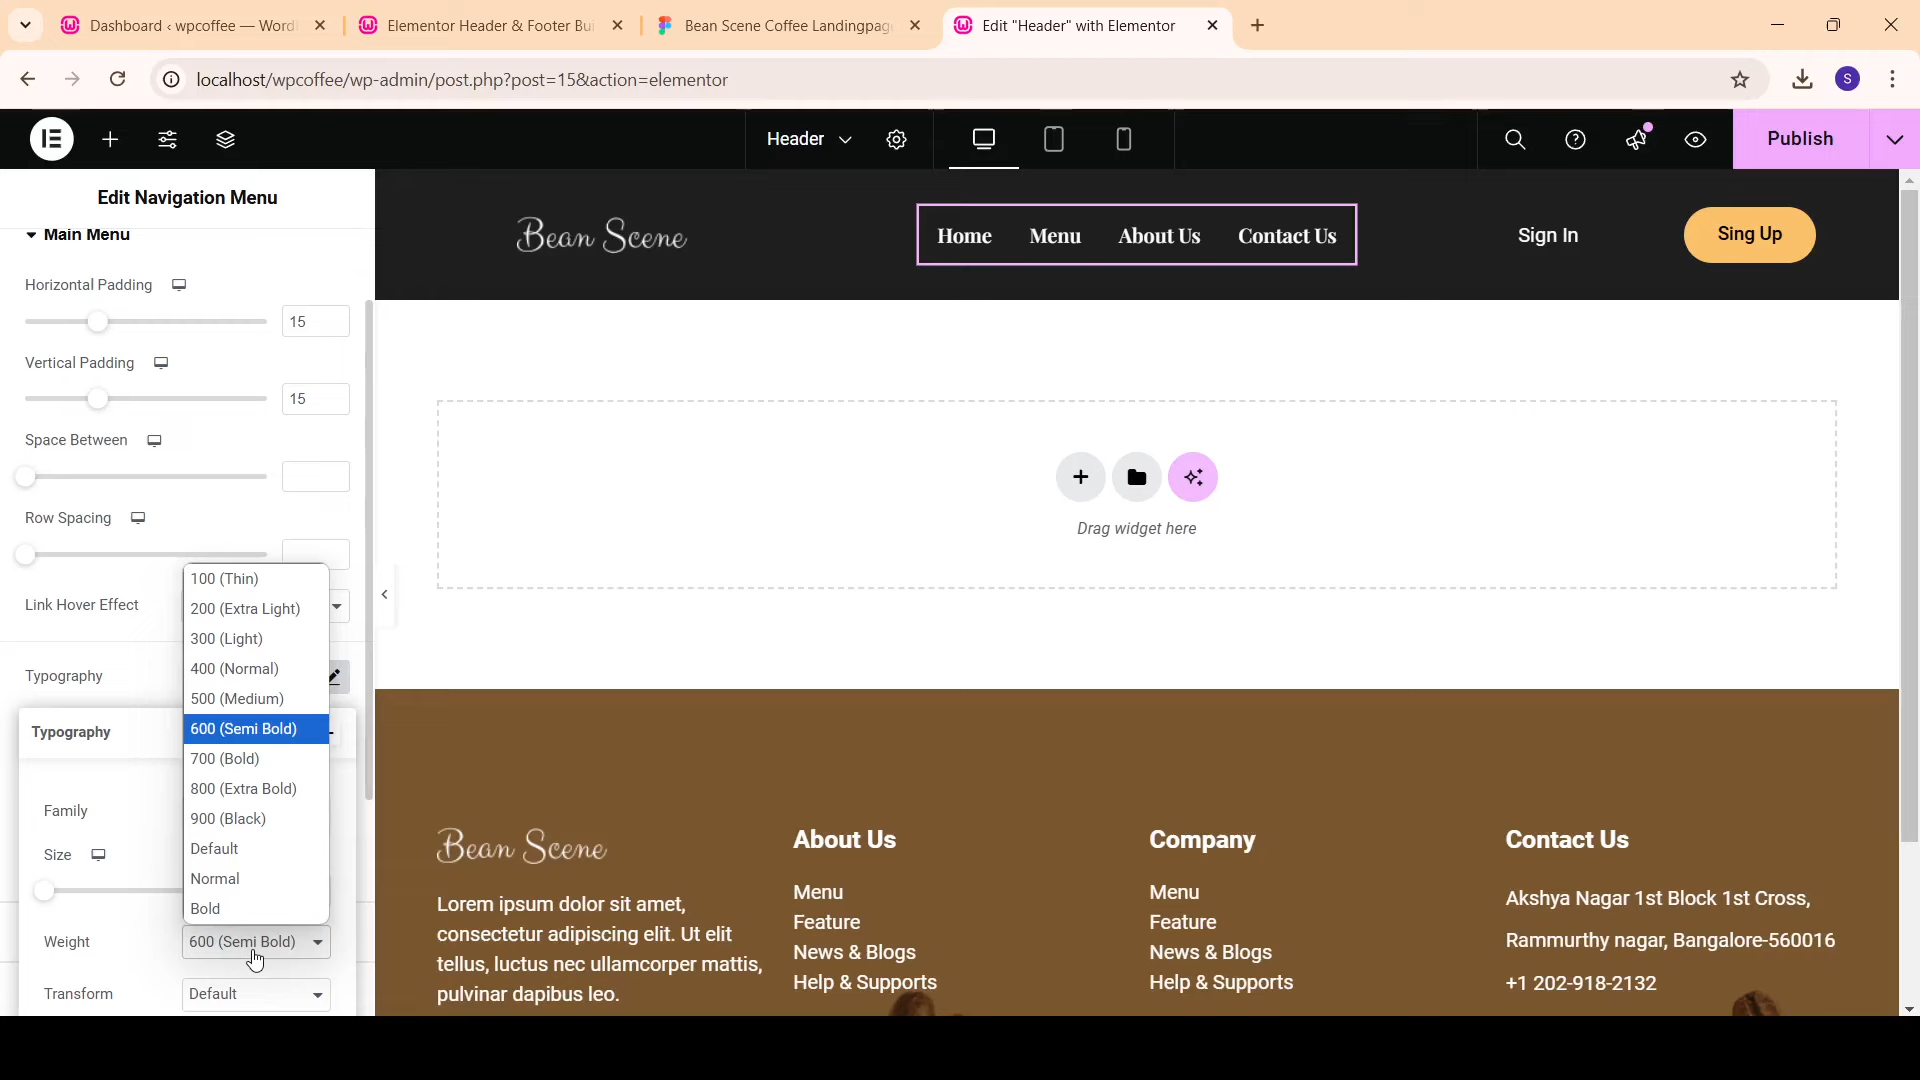 Dashboard ‹ wpcoffee — Word
Elementor Header & Footer Bui
Bean Scene Coffee Landingpag
Edit "Header" with Elementor
localhost/wpcoffee/wp-admin/post.php?post=15&action=elementor
S
Header
Publish
Edit Navigation Menu
Main Menu
Horizontal Padding
15
Vertical Padding
15
Space Between
Row Spacing
Link Hover Effect
Typography
Typography
Family
Size
Weight
600 (Semi Bold)
Transform
Default
100 (Thin)
200 (Extra Light)
300 (Light)
400 (Normal)
500 (Medium)
600 (Semi Bold)
700 (Bold)
800 (Extra Bold)
900 (Black)
Default
Normal
Bold
Bean Scene
Home
Menu
About Us
Contact Us
Sign In
Sing Up
Drag widget here
Bean Scene
Lorem ipsum dolor sit amet,
consectetur adipiscing elit. Ut elit
tellus, luctus nec ullamcorper mattis,
pulvinar dapibus leo.
About Us
Menu
Feature
News & Blogs
Help & Supports
Company
Menu
Feature
News & Blogs
Help & Supports
Contact Us
Akshya Nagar 1st Block 1st Cross,
Rammurthy nagar, Bangalore-560016
+1 202-918-2132